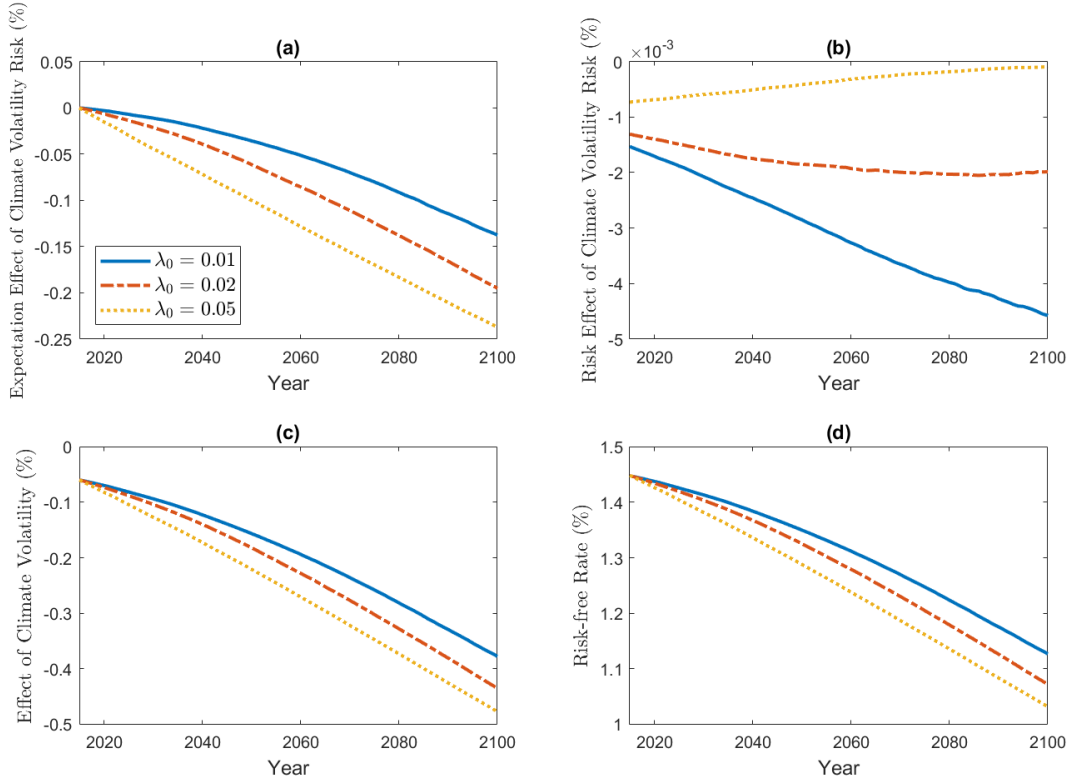 (a)
Expectation Effect of Climate Volatility Risk (%)
0.05
0
-0.05
-0.1
-0.15
-0.2
-0.25
λ₀ = 0.01
λ₀ = 0.02
λ₀ = 0.05
2020 2040 2060 2080 2100
Year
(b)
×10⁻³
Risk Effect of Climate Volatility Risk (%)
0
-1
-2
-3
-4
-5
2020 2040 2060 2080 2100
Year
(c)
Effect of Climate Volatility (%)
0
-0.1
-0.2
-0.3
-0.4
-0.5
2020 2040 2060 2080 2100
Year
(d)
Risk-free Rate (%)
1.5
1.4
1.3
1.2
1.1
1
2020 2040 2060 2080 2100
Year